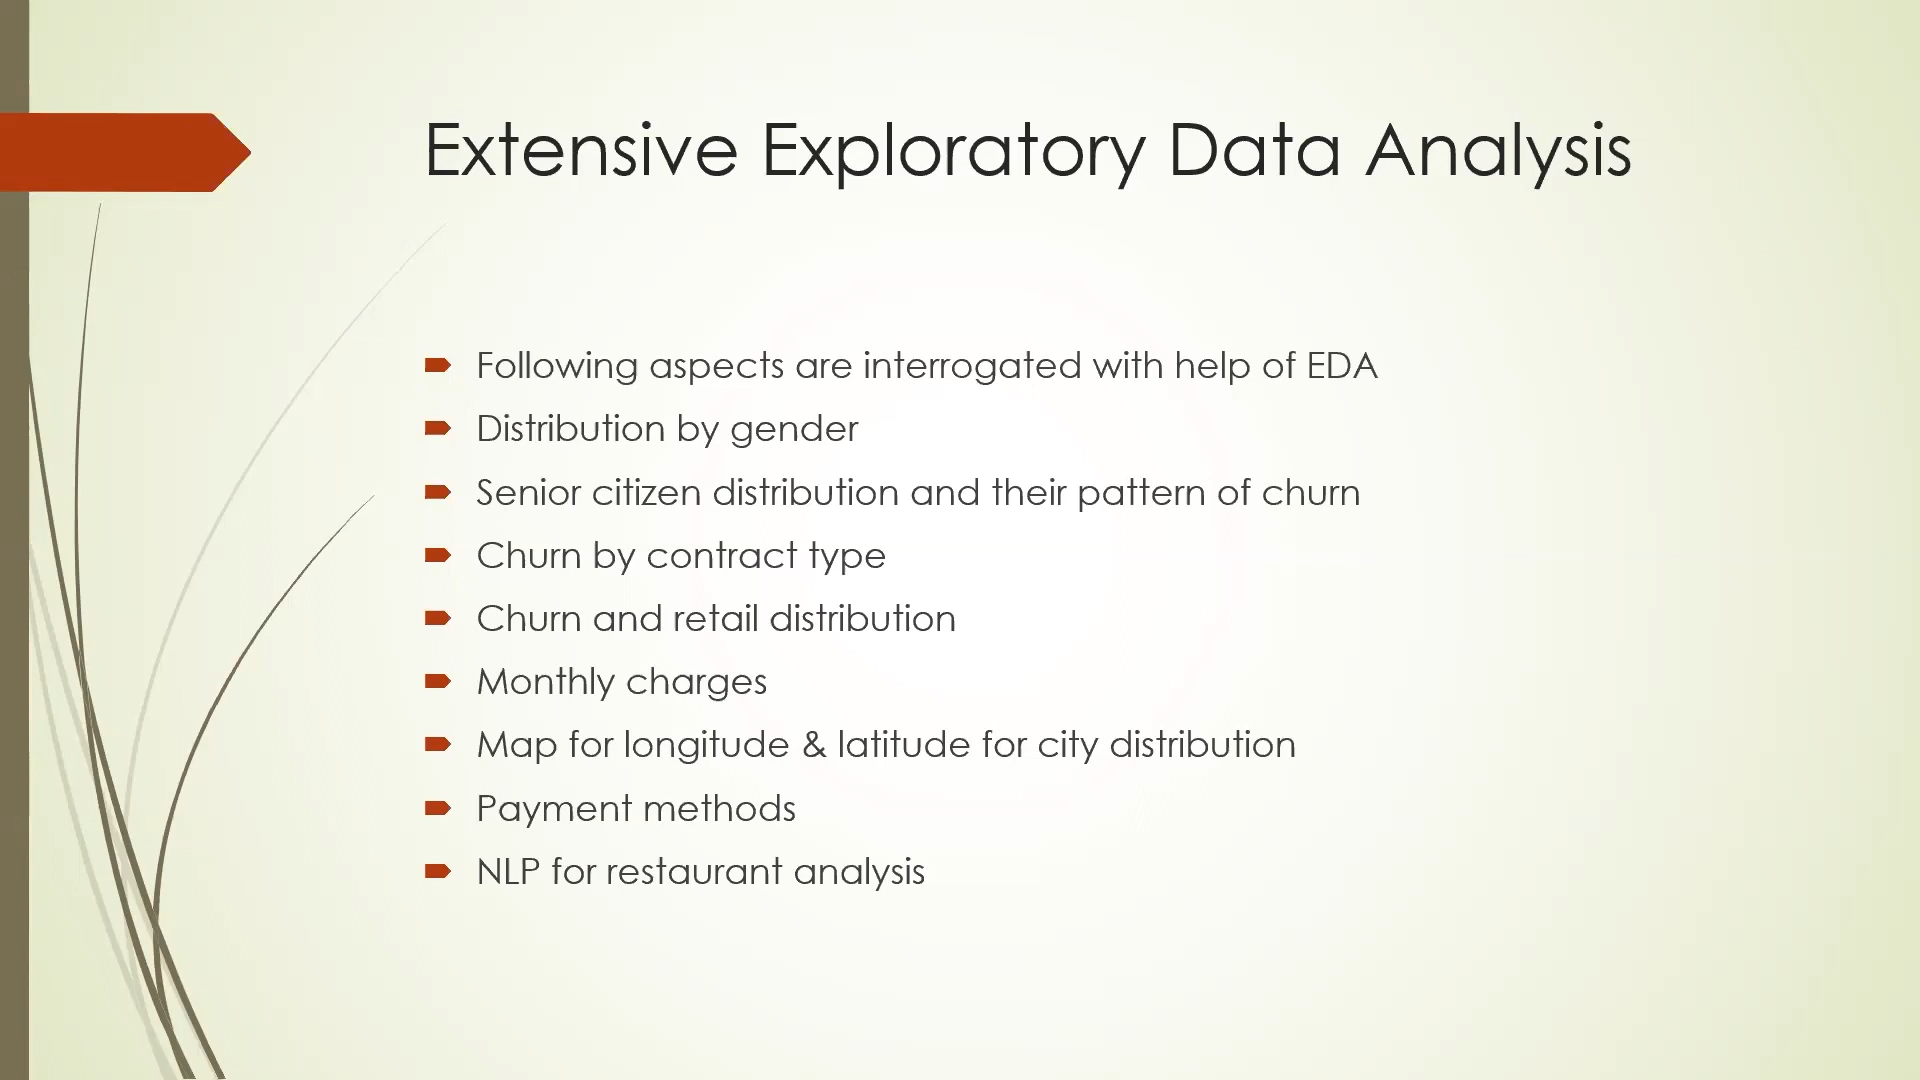 Extensive Exploratory Data Analysis
Following aspects are interrogated with help of EDA
Distribution by gender
Senior citizen distribution and their pattern of churn
Churn by contract type
Churn and retail distribution
Monthly charges
Map for longitude & latitude for city distribution
Payment methods
NLP for restaurant analysis